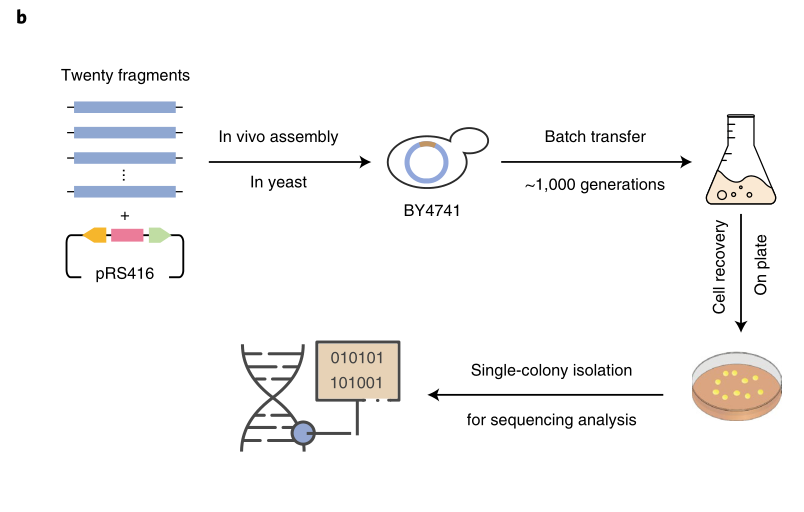 b
Twenty fragments
+
pRS416
In vivo assembly
In yeast
BY4741
Batch transfer
~1,000 generations
Cell recovery
On plate
Single-colony isolation
for sequencing analysis
010101
101001